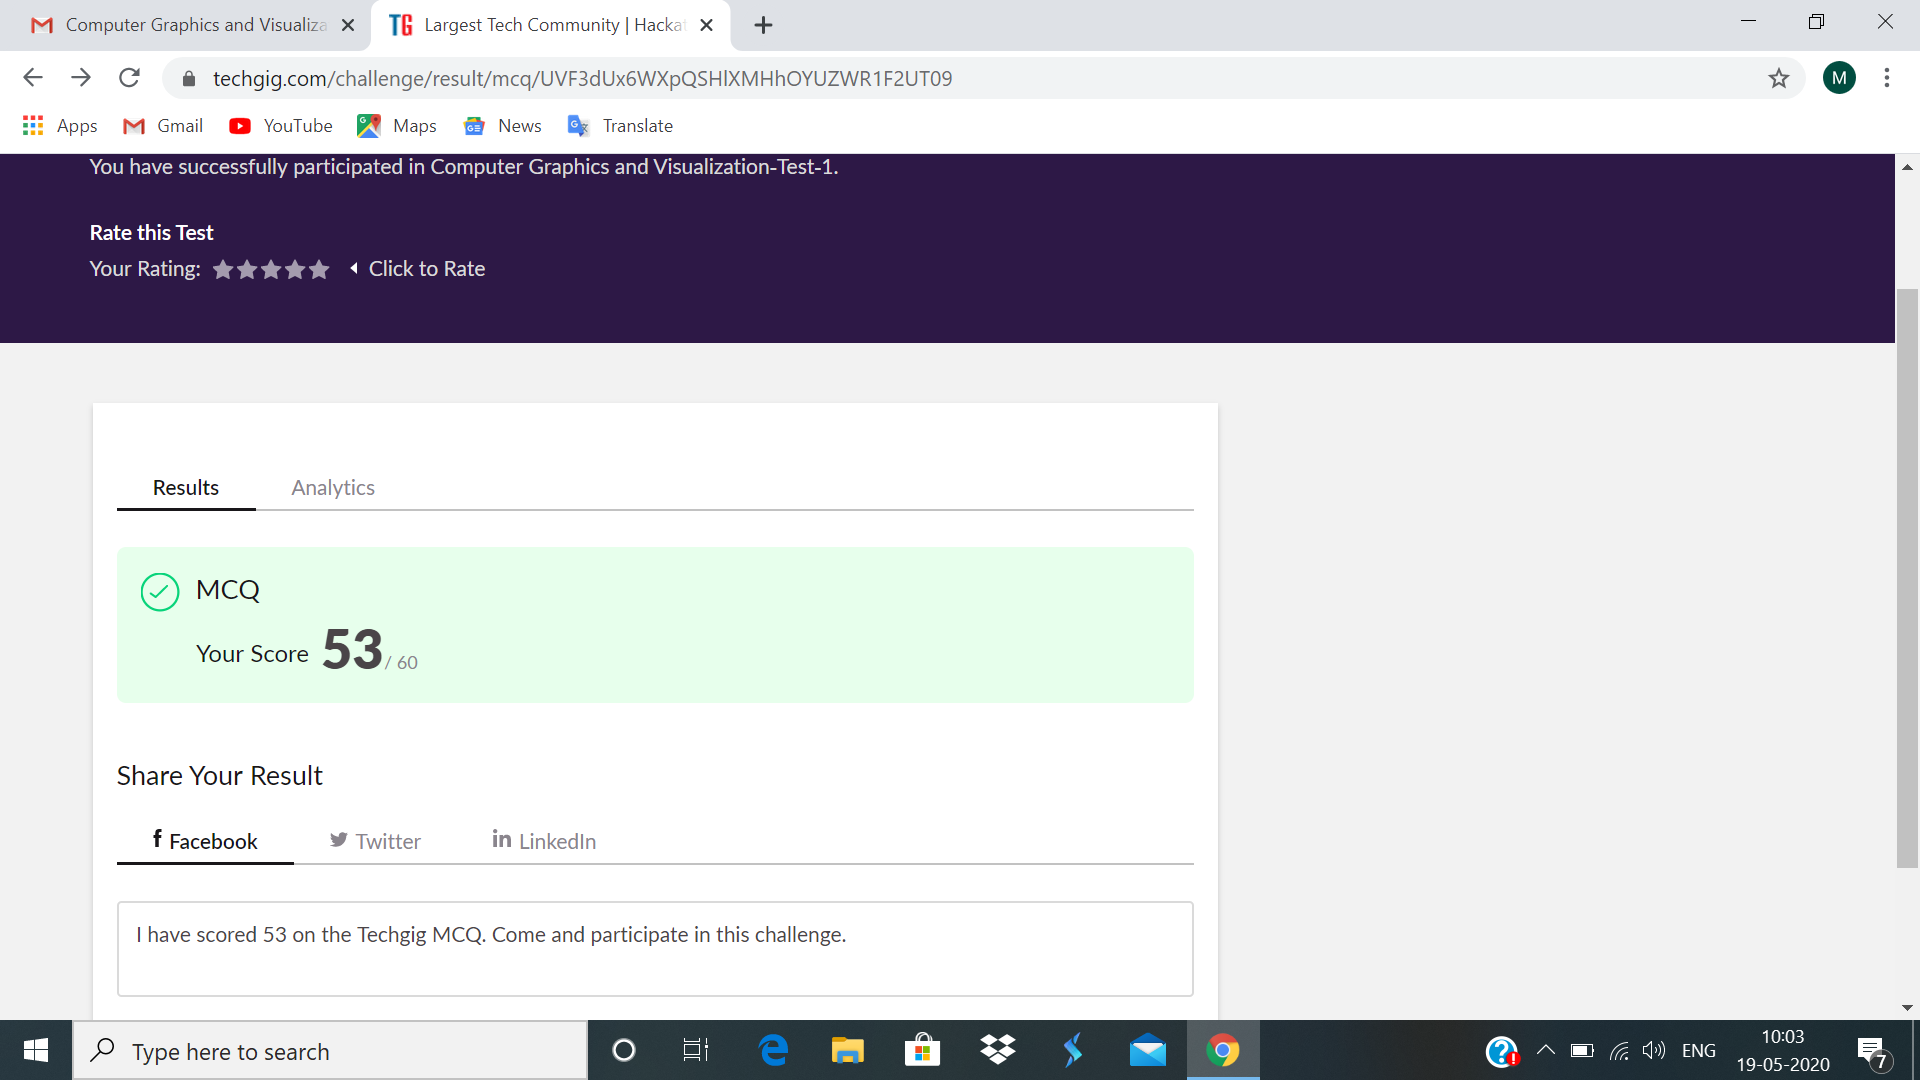 Computer Graphics and Visualiza
TG Largest Tech Community | Hacka
techgig.com/challenge/result/mcq/UVF3dUx6WXpQSHlXMHhOYUZWR1F2UT09
M
Apps Gmail YouTube Maps News Translate
You have successfully participated in Computer Graphics and Visualization-Test-1.
Rate this Test
Your Rating: Click to Rate
Results Analytics
MCQ
Your Score 53 / 60
Share Your Result
Facebook Twitter LinkedIn
I have scored 53 on the Techgig MCQ. Come and participate in this challenge.
Type here to search
ENG
10:03
19-05-2020
7